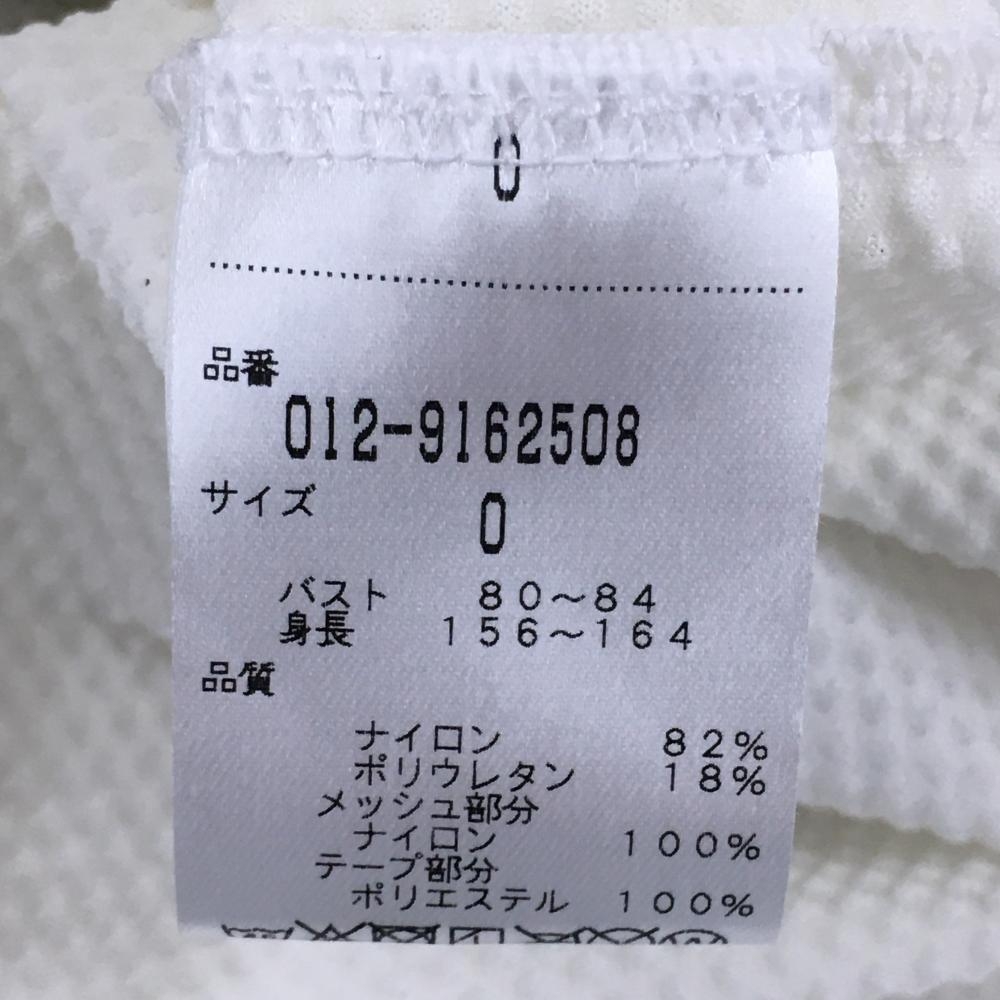 0
品番
012-9162508
サイズ
0
バスト 80～84
身長 156～164
品質
ナイロン 82%
ポリウレタン 18%
メッシュ部分
ナイロン 100%
テープ部分
ポリエステル 100%